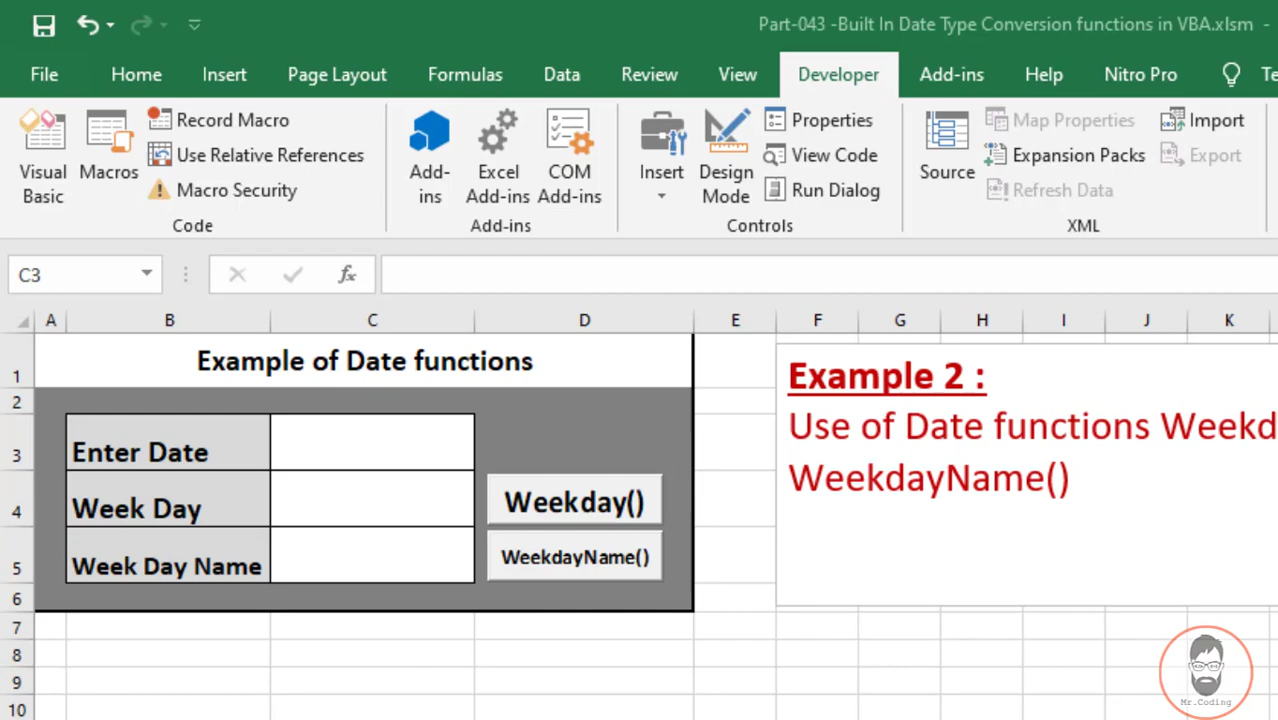 Part-043 -Built In Date Type Conversion functions in VBA.xlsm -
File Home Insert Page Layout Formulas Data Review View Developer Add-ins Help Nitro Pro Te
Visual Basic
Macros
Record Macro
Use Relative References
Macro Security
Code
Add-ins
Excel Add-ins
COM Add-ins
Add-ins
Insert
Design Mode
Properties
View Code
Run Dialog
Controls
Source
Map Properties
Expansion Packs
Refresh Data
Import
Export
XML
C3
fx
A B C D E F G H I J K
1 Example of Date functions
2
3 Enter Date
4 Week Day Weekday()
5 Week Day Name WeekdayName()
6
7
8
9
10
Example 2 :
Use of Date functions Weekd
WeekdayName()
Mr.Coding